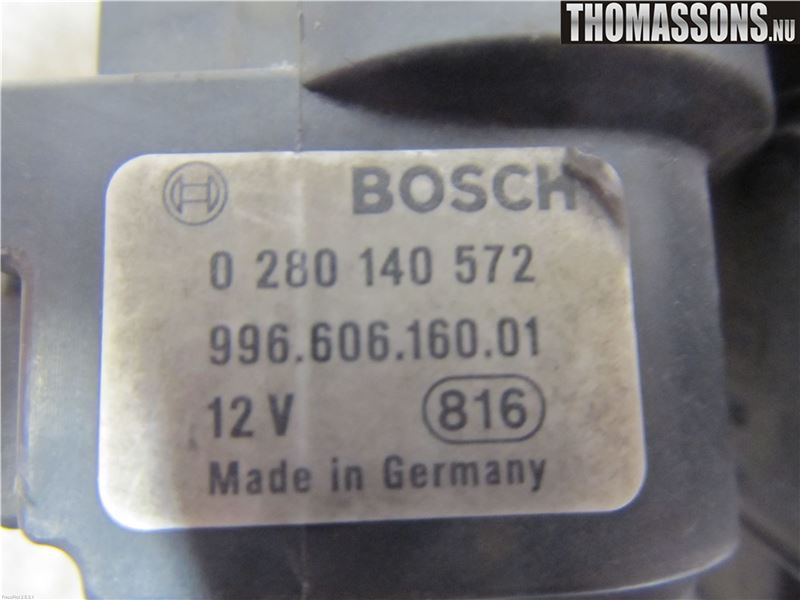 THOMASSONS.NU
BOSCH
0 280 140 572
996.606.160.01
12 V 816
Made in Germany